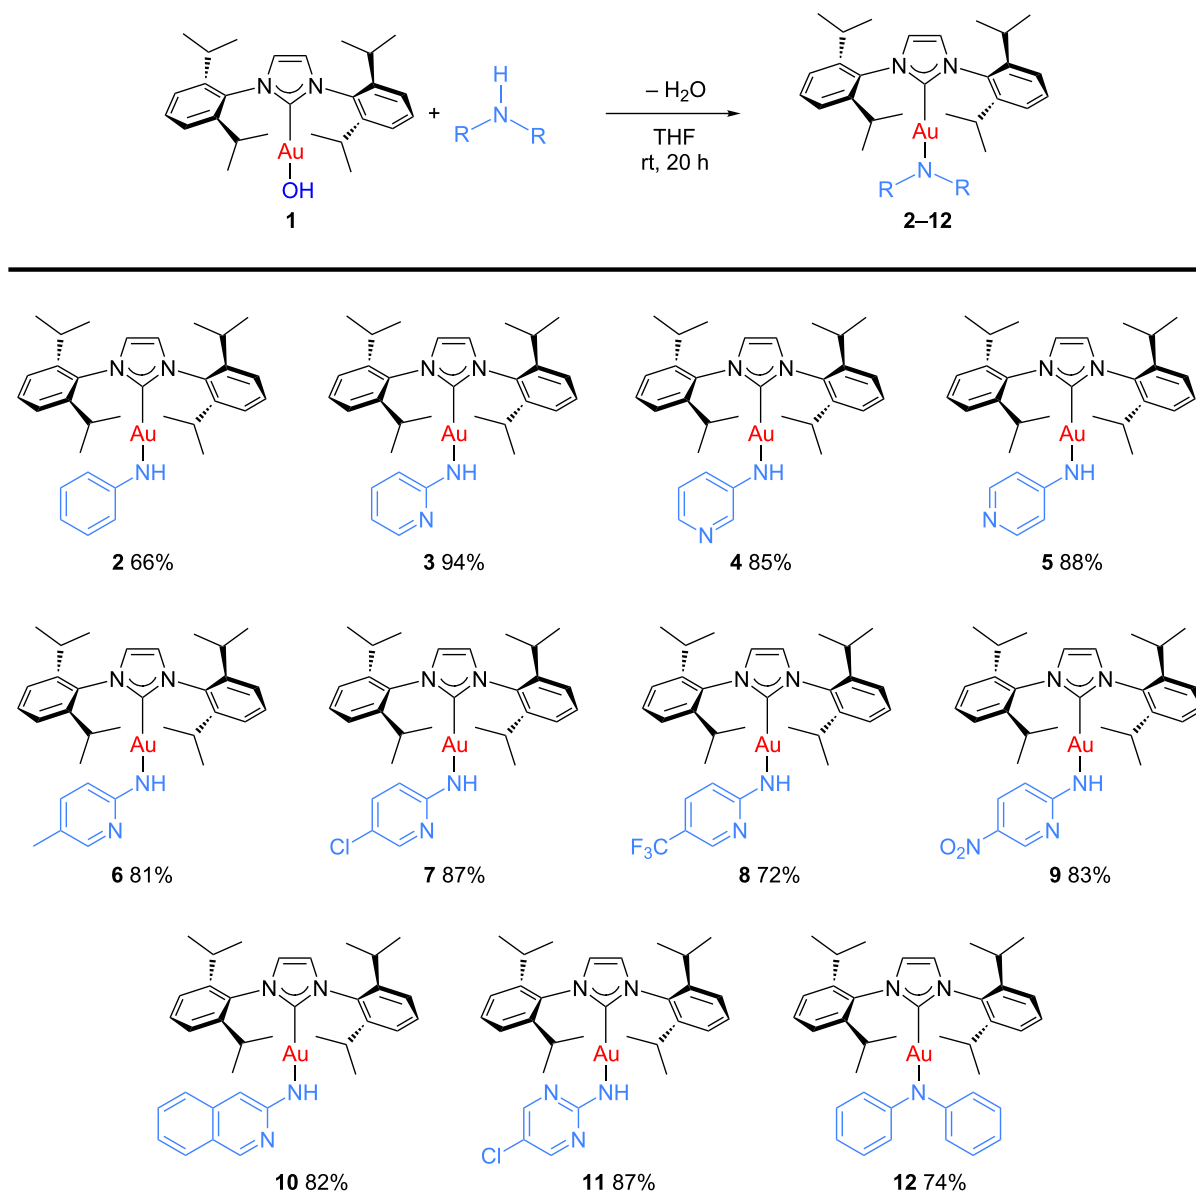 N N
Au
OH
1
+
H
N
R R
– H₂O
THF
rt, 20 h
N N
Au
N
R R
2–12
N N
Au
NH
2 66%
N N
Au
NH
N
3 94%
N N
Au
NH
N
4 85%
N N
Au
NH
N
5 88%
N N
Au
NH
N
6 81%
N N
Au
NH
N
Cl
7 87%
N N
Au
NH
N
F₃C
8 72%
N N
Au
NH
N
O₂N
9 83%
N N
Au
NH
N
10 82%
N N
Au
N NH
N
Cl
11 87%
N N
Au
N
12 74%